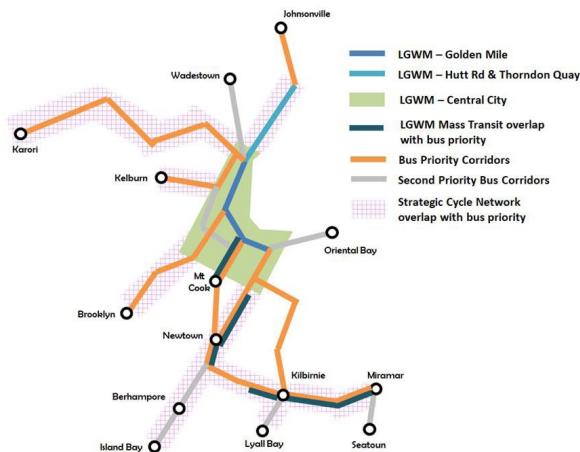 Johnsonville
Wadestown
Karori
Kelburn
Oriental Bay
Mt
Cook
Brooklyn
Newtown
Kilbirnie
Miramar
Berhampore
Island Bay
Lyall Bay
Seatoun
LGWM – Golden Mile
LGWM – Hutt Rd & Thorndon Quay
LGWM – Central City
LGWM Mass Transit overlap
with bus priority
Bus Priority Corridors
Second Priority Bus Corridors
Strategic Cycle Network
overlap with bus priority